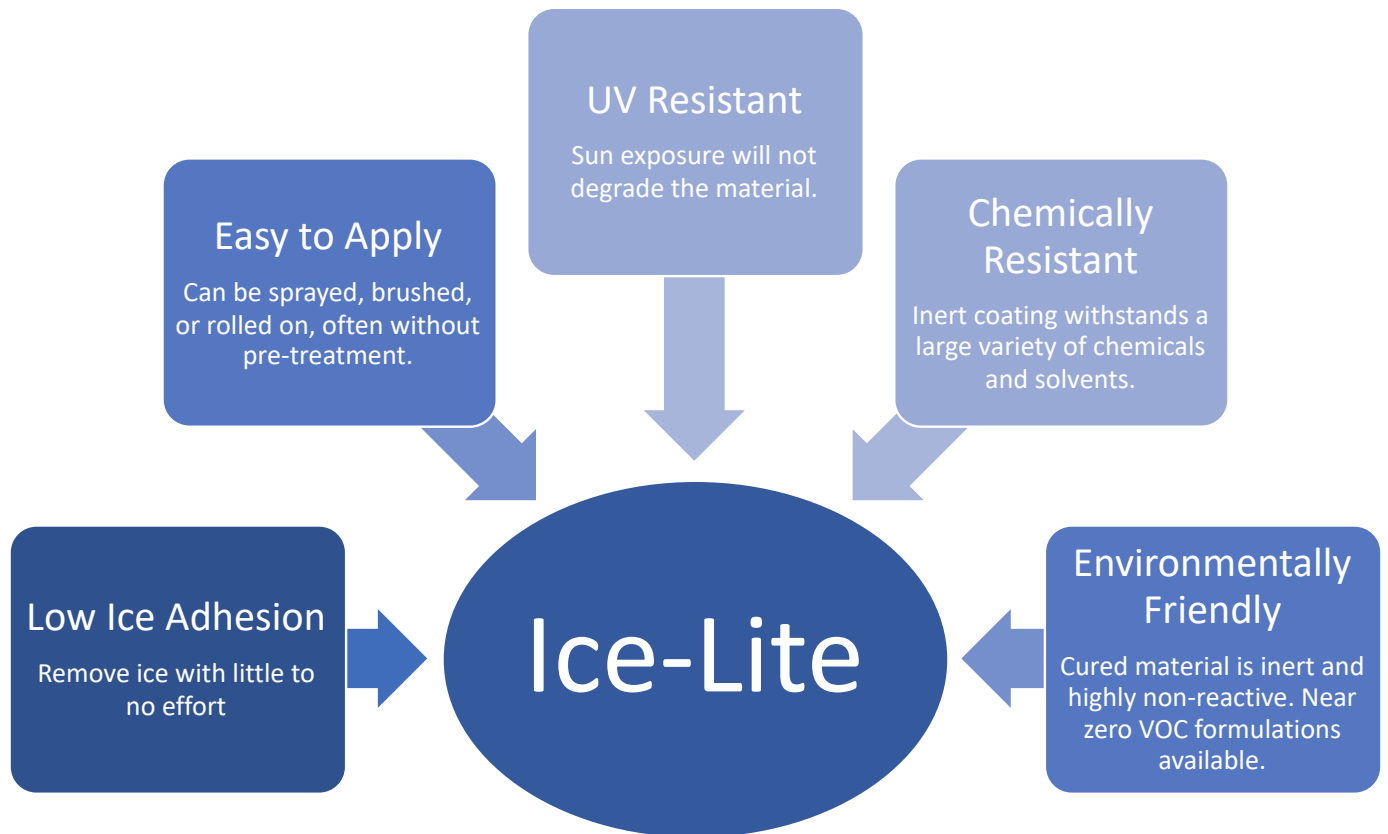 UV Resistant
Sun exposure will not
degrade the material.
Easy to Apply
Can be sprayed, brushed,
or rolled on, often without
pre-treatment.
Chemically
Resistant
Inert coating withstands a
large variety of chemicals
and solvents.
Low Ice Adhesion
Remove ice with little to
no effort
Ice-Lite
Environmentally
Friendly
Cured material is inert and
highly non-reactive. Near
zero VOC formulations
available.